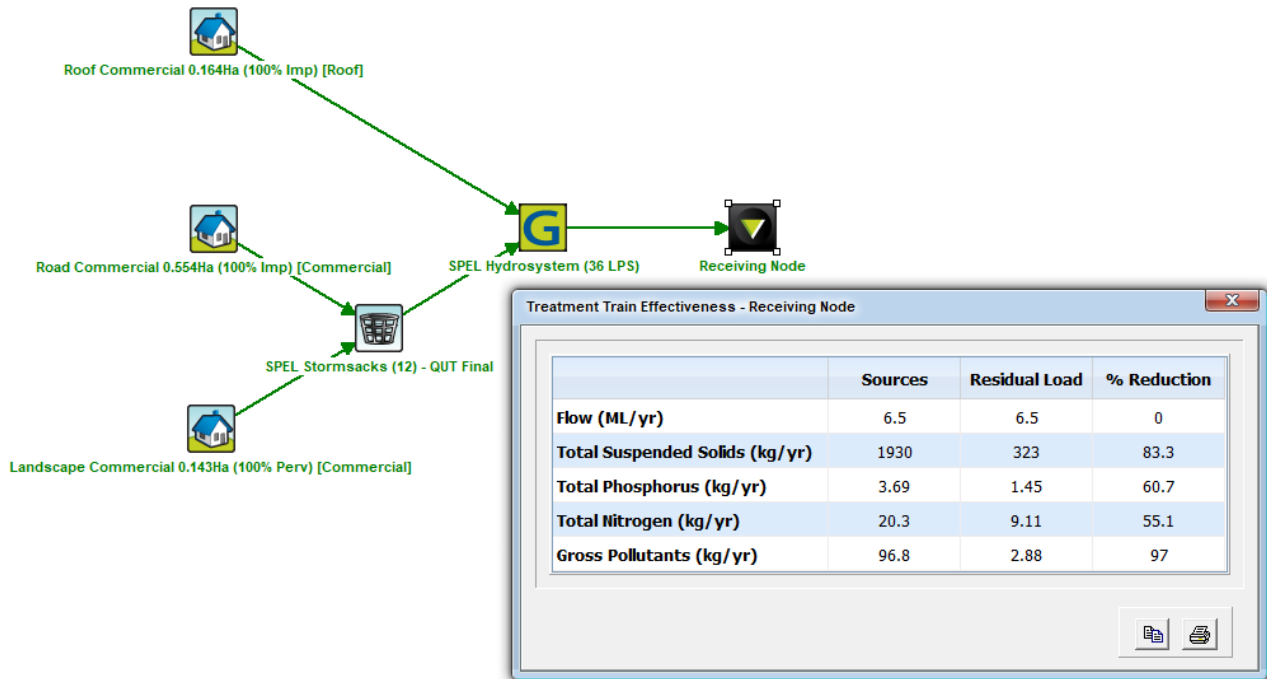 Roof Commercial 0.164Ha (100% Imp) [Roof]
Road Commercial 0.554Ha (100% Imp) [Commercial]
G
SPEL Hydrosystem (36 LPS)
Receiving Node
SPEL Stormsacks (12) - QUT Final
Landscape Commercial 0.143Ha (100% Perv) [Commercial]
Treatment Train Effectiveness - Receiving Node
Sources Residual Load % Reduction
Flow (ML/yr) 6.5 6.5 0
Total Suspended Solids (kg/yr) 1930 323 83.3
Total Phosphorus (kg/yr) 3.69 1.45 60.7
Total Nitrogen (kg/yr) 20.3 9.11 55.1
Gross Pollutants (kg/yr) 96.8 2.88 97